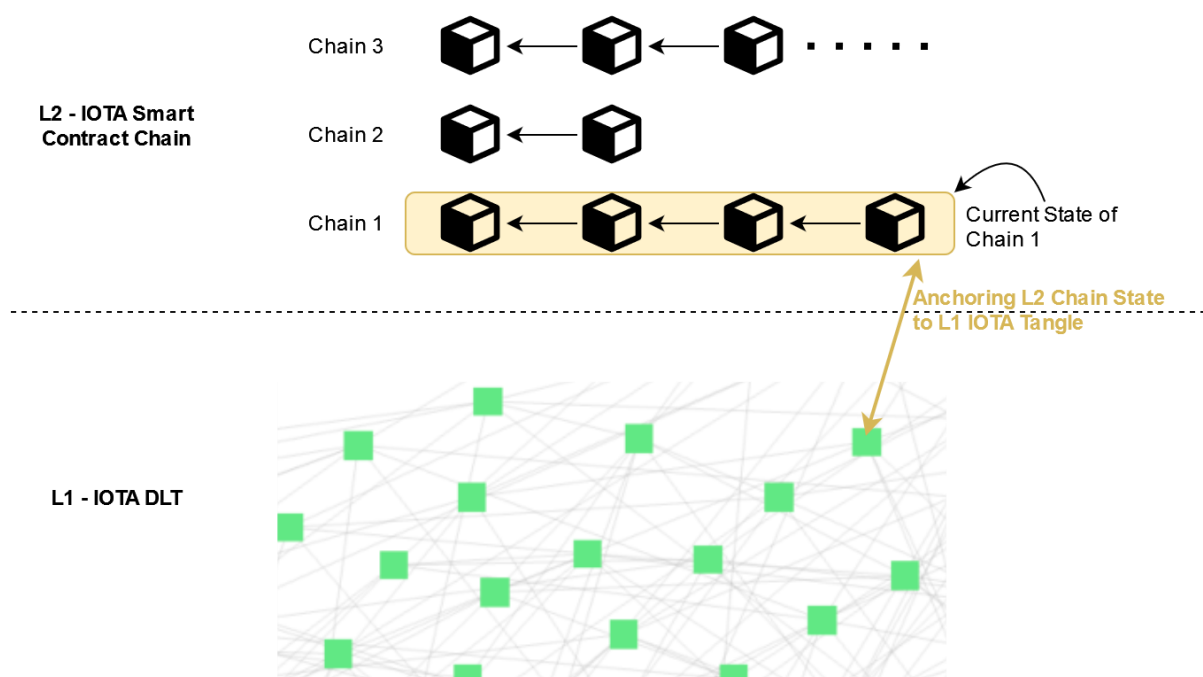 Chain 3
L2 - IOTA Smart
Contract Chain
Chain 2
Chain 1
Current State of
Chain 1
Anchoring L2 Chain State
to L1 IOTA Tangle
L1 - IOTA DLT